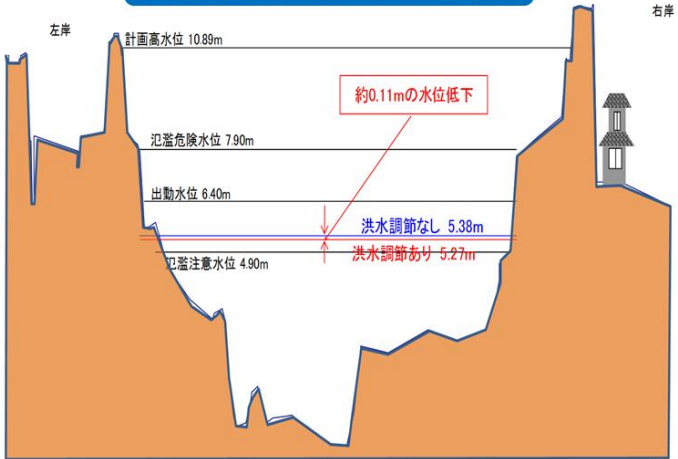 左岸
右岸
計画高水位 10.89m
約0.11mの水位低下
氾濫危険水位 7.90m
出動水位 6.40m
洪水調節なし 5.38m
洪水調節あり 5.27m
氾濫注意水位 4.90m